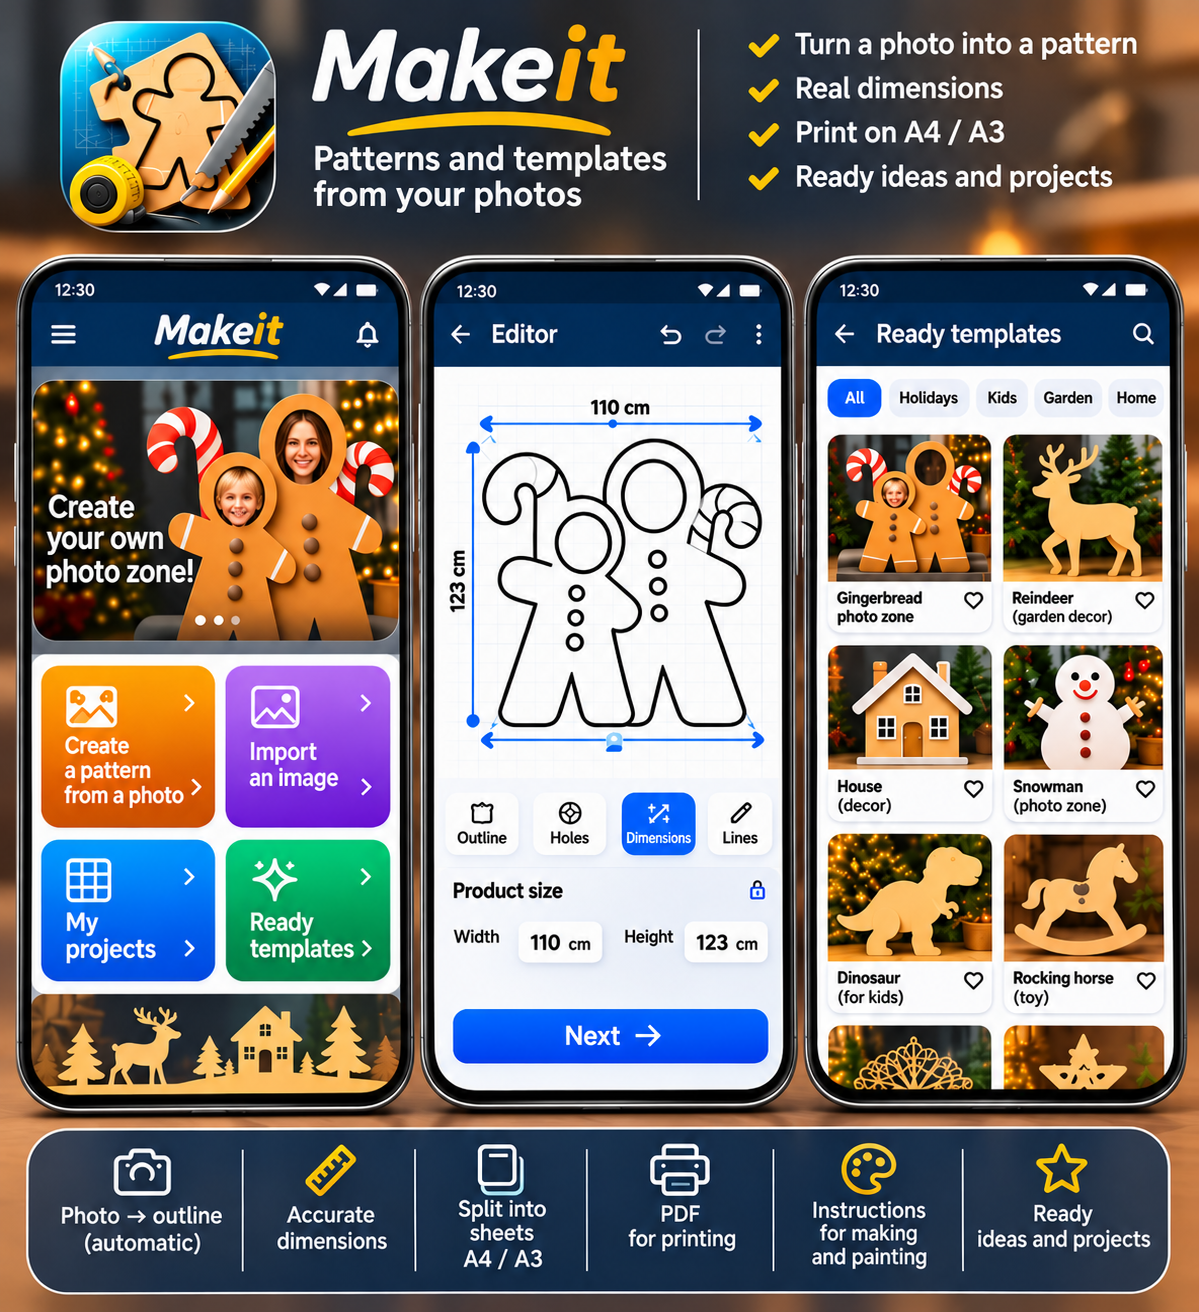 Makeit
Patterns and templates
from your photos
Turn a photo into a pattern
Real dimensions
Print on A4 / A3
Ready ideas and projects
12:30
Makeit
Create
your own
photo zone!
Create
a pattern
from a photo
Import
an image
My
projects
Ready
templates
12:30
Editor
110 cm
123 cm
Outline
Holes
Dimensions
Lines
Product size
Width
110 cm
Height
123 cm
Next →
12:30
Ready templates
All
Holidays
Kids
Garden
Home
Gingerbread
photo zone
Reindeer
(garden decor)
House
(decor)
Snowman
(photo zone)
Dinosaur
(for kids)
Rocking horse
(toy)
Photo → outline
(automatic)
Accurate
dimensions
Split into
sheets
A4 / A3
PDF
for printing
Instructions
for making
and painting
Ready
ideas and projects